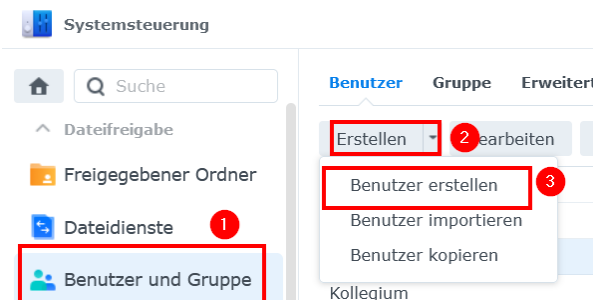 Systemsteuerung
Suche
Benutzer Gruppe Erweitert
Dateifreigabe
Erstellen 2 earbeiten
Freigegebener Ordner
Benutzer erstellen 3
Dateidienste 1
Benutzer importieren
Benutzer und Gruppe
Benutzer kopieren
Kollegium